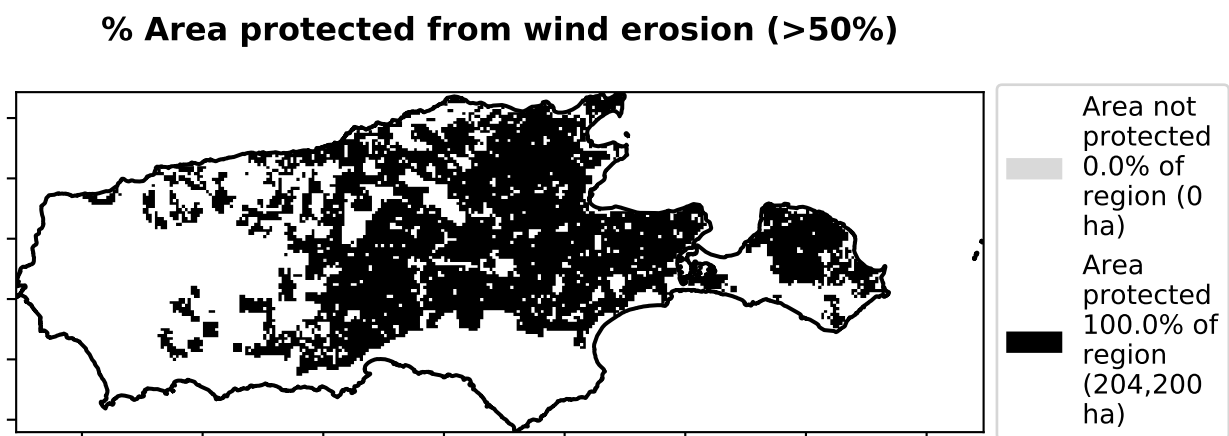 % Area protected from wind erosion (>50%)
Area not
protected
0.0% of
region (0
ha)
Area
protected
100.0% of
region
(204,200
ha)